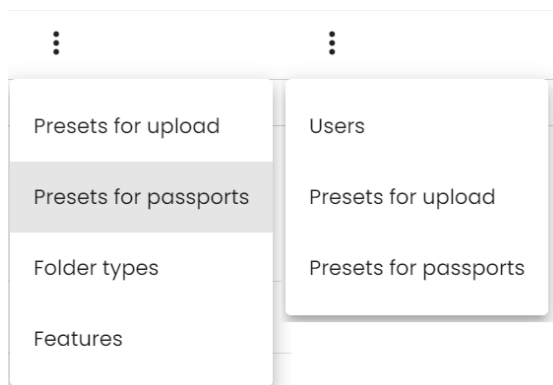 Presets for upload
Presets for passports
Folder types
Features
Users
Presets for upload
Presets for passports